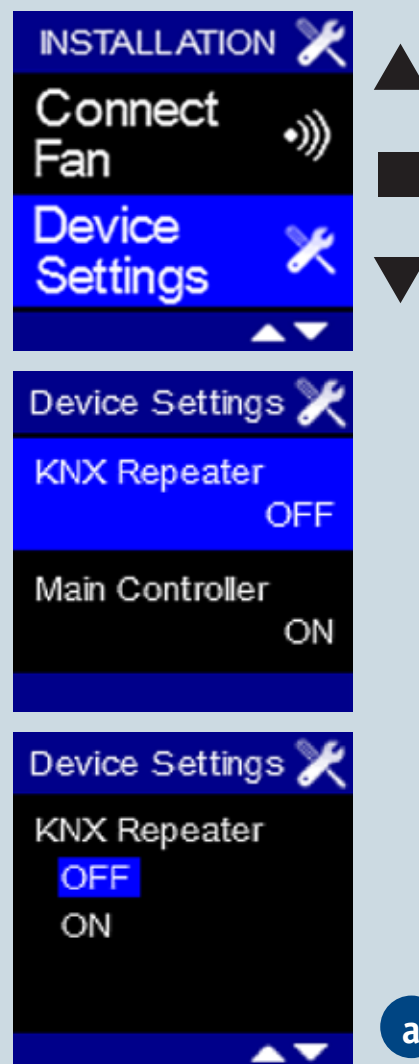 INSTALLATION
Connect
Fan
Device
Settings
Device Settings
KNX Repeater
OFF
Main Controller
ON
Device Settings
KNX Repeater
OFF
ON
a